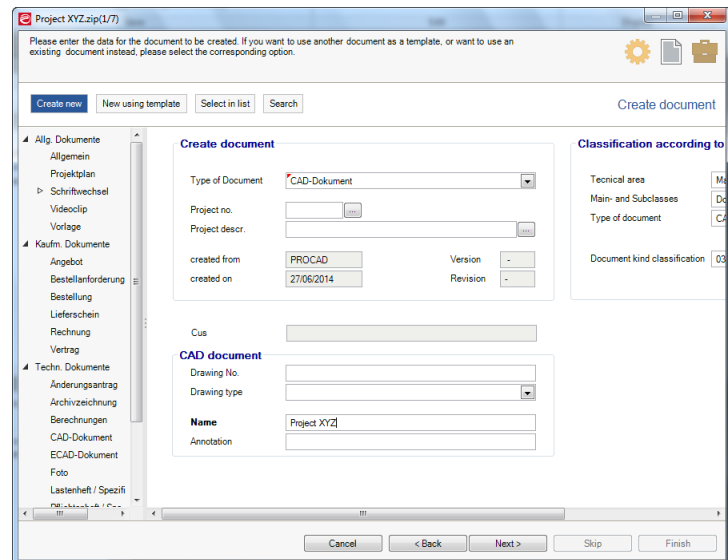 Project XYZ.zip(1/7)
Please enter the data for the document to be created. If you want to use another document as a template, or want to use an
existing document instead, please select the corresponding option.
Create new
New using template
Select in list
Search
Create document
Allg. Dokumente
Allgemein
Projektplan
Schriftwechsel
Videoclip
Vorlage
Kaufm. Dokumente
Angebot
Bestellanforderung
Bestellung
Lieferschein
Rechnung
Vertrag
Techn. Dokumente
Änderungsantrag
Archivzeichnung
Berechnungen
CAD-Dokument
ECAD-Dokument
Foto
Lastenheft / Spezifi
Create document
Type of Document CAD-Dokument
Project no. ...
Project descr. ...
created from PROCAD Version -
created on 27/06/2014 Revision -
Cus
CAD document
Drawing No.
Drawing type
Name Project XYZ
Annotation
Classification according to
Tecnical area Ma
Main- and Subclasses Do
Type of document CA
Document kind classification 03
Cancel
< Back
Next >
Skip
Finish